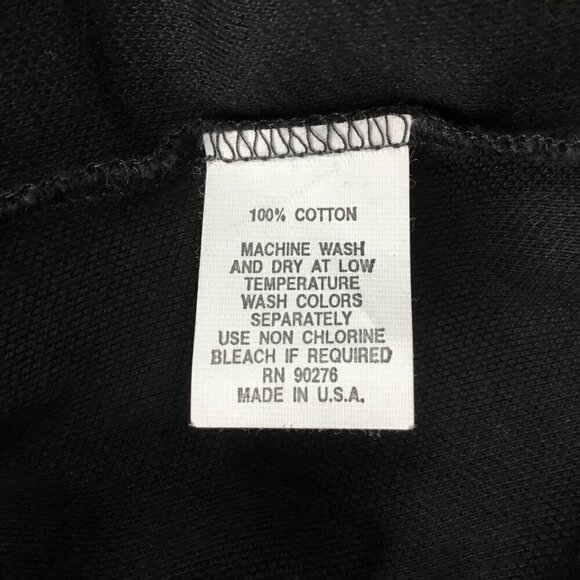 100% COTTON
MACHINE WASH
AND DRY AT LOW
TEMPERATURE
WASH COLORS
SEPARATELY
USE NON CHLORINE
BLEACH IF REQUIRED
RN 90276
MADE IN U.S.A.